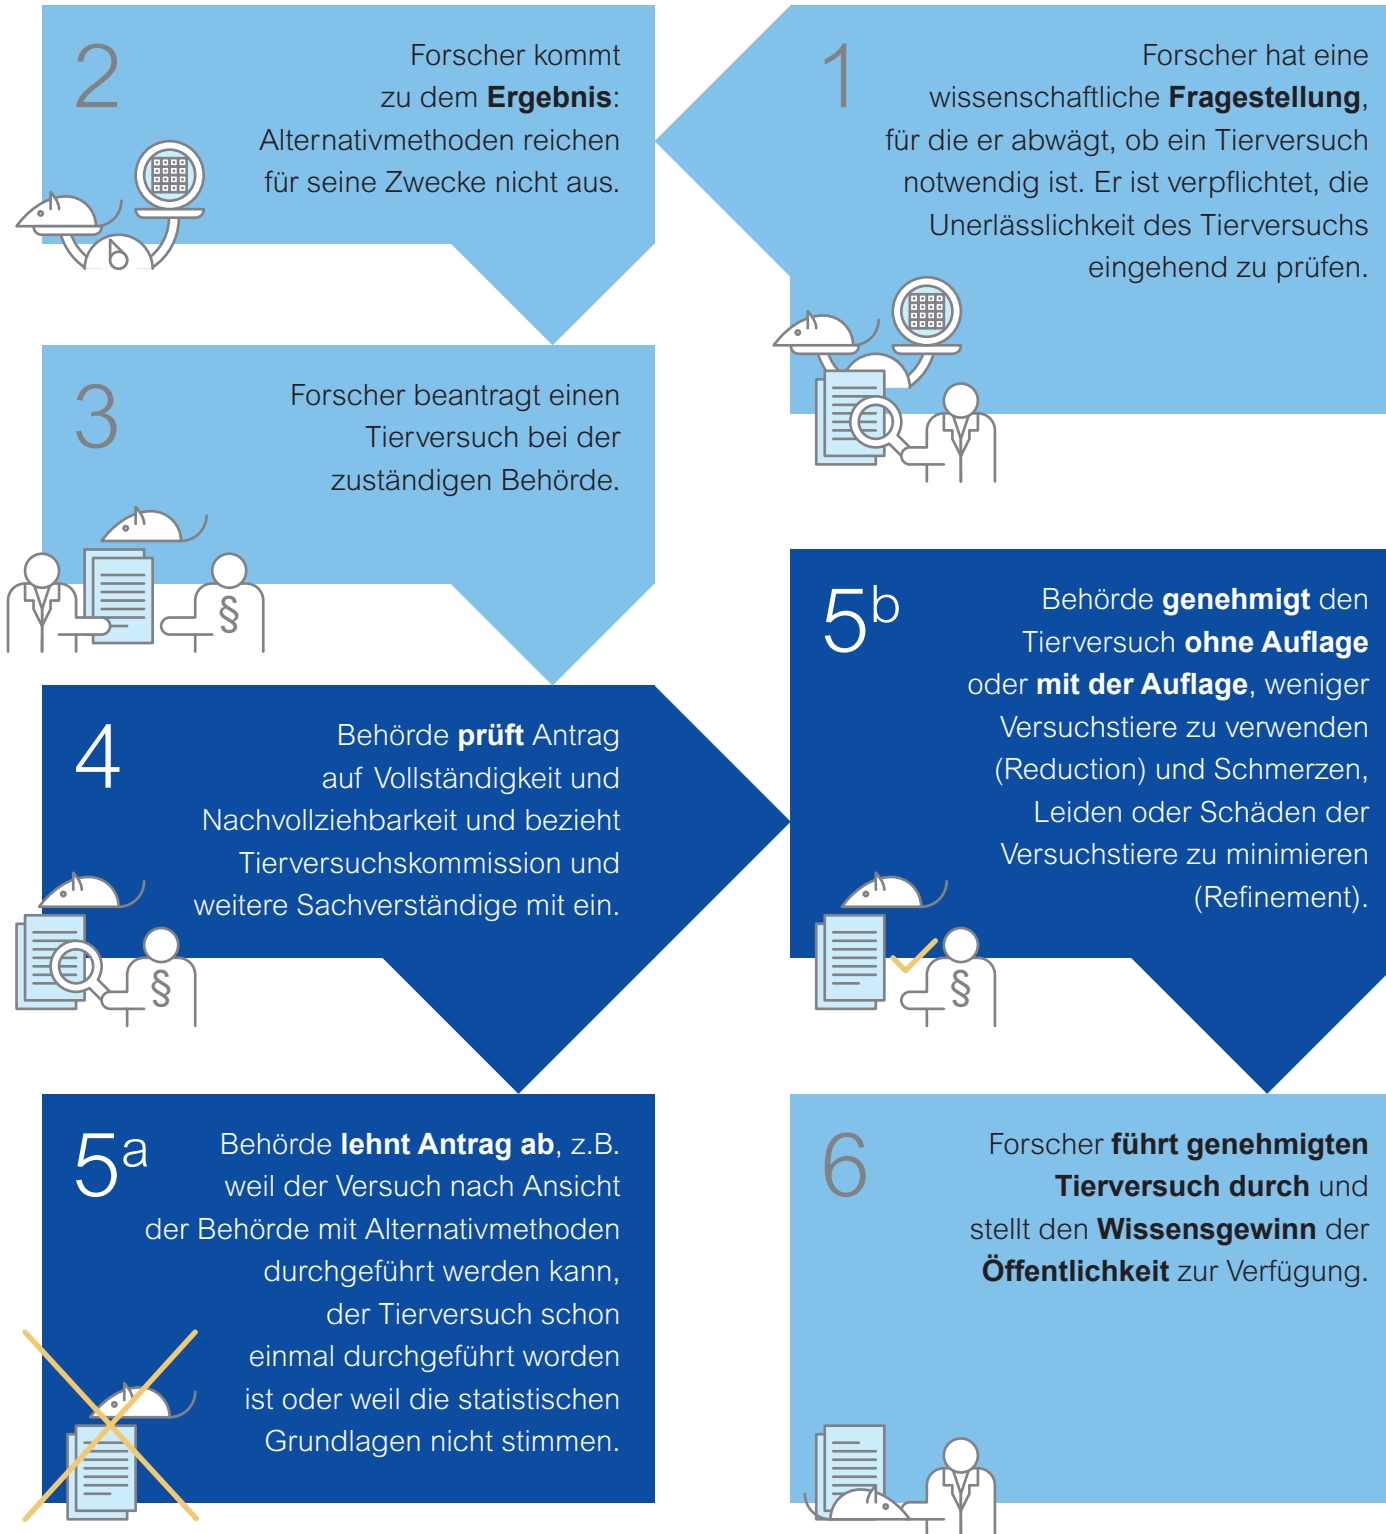 1
Forscher hat eine
wissenschaftliche Fragestellung,
für die er abwägt, ob ein Tierversuch
notwendig ist. Er ist verpflichtet, die
Unerlässlichkeit des Tierversuchs
eingehend zu prüfen.
2
Forscher kommt
zu dem Ergebnis:
Alternativmethoden reichen
für seine Zwecke nicht aus.
3
Forscher beantragt einen
Tierversuch bei der
zuständigen Behörde.
§
4
Behörde prüft Antrag
auf Vollständigkeit und
Nachvollziehbarkeit und bezieht
Tierversuchskommission und
weitere Sachverständige mit ein.
§
5a
Behörde lehnt Antrag ab, z.B.
weil der Versuch nach Ansicht
der Behörde mit Alternativmethoden
durchgeführt werden kann,
der Tierversuch schon
einmal durchgeführt worden
ist oder weil die statistischen
Grundlagen nicht stimmen.
5b
Behörde genehmigt den
Tierversuch ohne Auflage
oder mit der Auflage, weniger
Versuchstiere zu verwenden
(Reduction) und Schmerzen,
Leiden oder Schäden der
Versuchstiere zu minimieren
(Refinement).
§
6
Forscher führt genehmigten
Tierversuch durch und
stellt den Wissensgewinn der
Öffentlichkeit zur Verfügung.